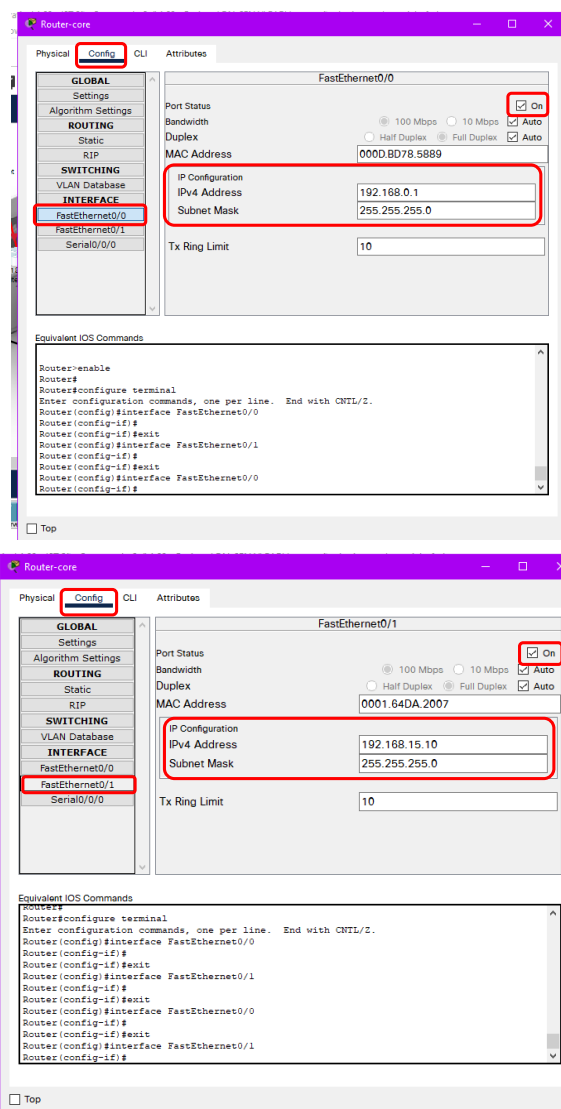 Router-core
Physical Config CLI Attributes
GLOBAL
Settings
Algorithm Settings
ROUTING
Static
RIP
SWITCHING
VLAN Database
INTERFACE
FastEthernet0/0
FastEthernet0/1
Serial0/0/0
FastEthernet0/0
Port Status On
Bandwidth 100 Mbps 10 Mbps Auto
Duplex Half Duplex Full Duplex Auto
MAC Address 000D.BD78.5889
IP Configuration
IPv4 Address 192.168.0.1
Subnet Mask 255.255.255.0
Tx Ring Limit 10
Equivalent IOS Commands
Router>enable
Router#
Router#configure terminal
Enter configuration commands, one per line. End with CNTL/Z.
Router(config)#interface FastEthernet0/0
Router(config-if)#
Router(config-if)#exit
Router(config)#interface FastEthernet0/1
Router(config-if)#
Router(config-if)#exit
Router(config)#interface FastEthernet0/0
Router(config-if)#
Top
Router-core
Physical Config CLI Attributes
GLOBAL
Settings
Algorithm Settings
ROUTING
Static
RIP
SWITCHING
VLAN Database
INTERFACE
FastEthernet0/0
FastEthernet0/1
Serial0/0/0
FastEthernet0/1
Port Status On
Bandwidth 100 Mbps 10 Mbps Auto
Duplex Half Duplex Full Duplex Auto
MAC Address 0001.64DA.2007
IP Configuration
IPv4 Address 192.168.15.10
Subnet Mask 255.255.255.0
Tx Ring Limit 10
Equivalent IOS Commands
Router#
Router#configure terminal
Enter configuration commands, one per line. End with CNTL/Z.
Router(config)#interface FastEthernet0/0
Router(config-if)#
Router(config-if)#exit
Router(config)#interface FastEthernet0/1
Router(config-if)#
Router(config-if)#exit
Router(config)#interface FastEthernet0/0
Router(config-if)#
Router(config-if)#exit
Router(config)#interface FastEthernet0/1
Router(config-if)#
Top